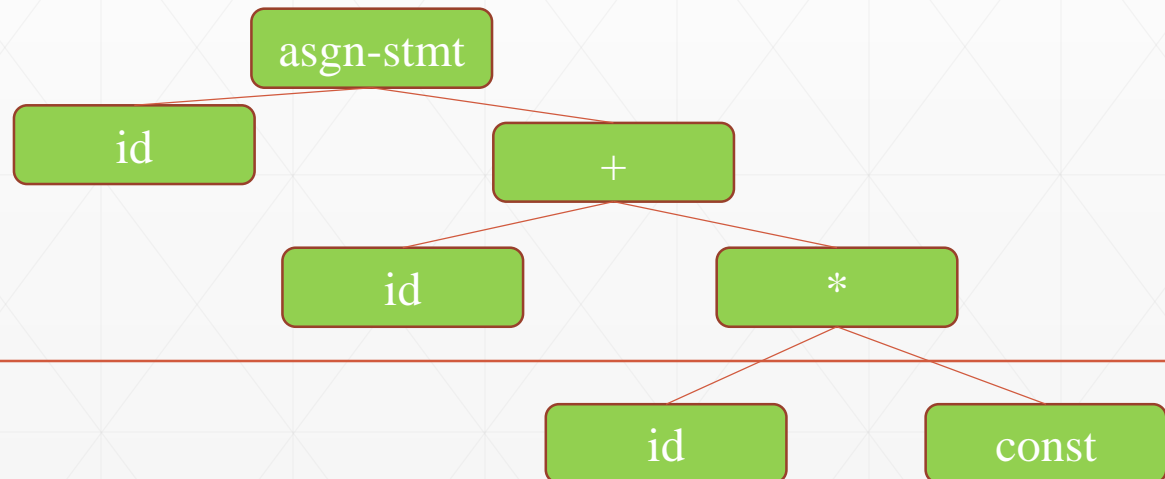 asgn-stmt
id
+
id
*
id
const